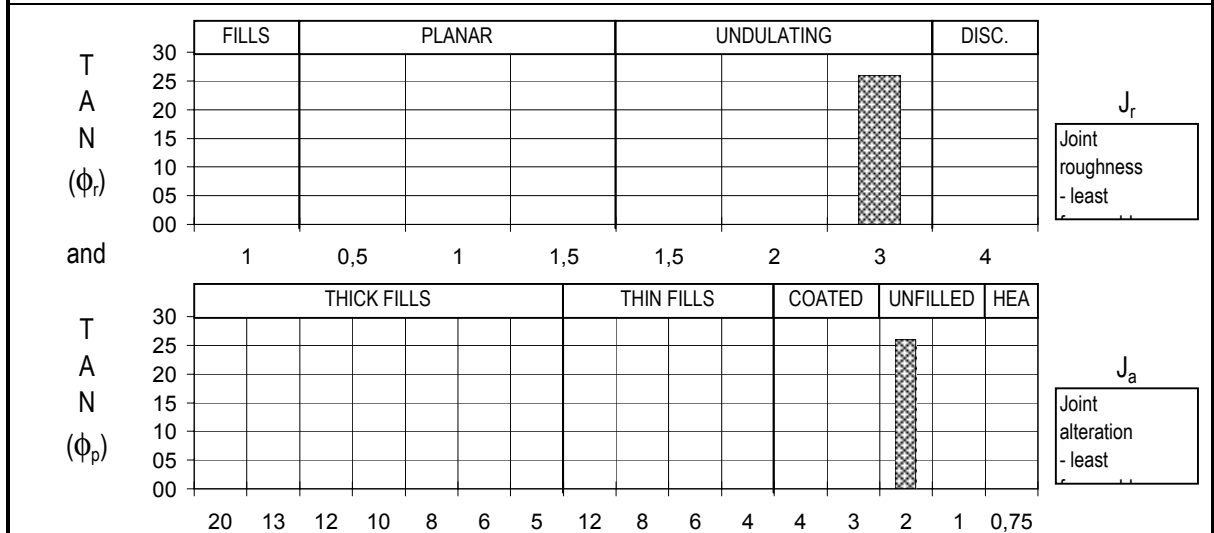 FILLS PLANAR UNDULATING DISC.
T
A
N
(ϕr)
30
25
20
15
10
05
00
Jr
Joint
roughness
- least
1 0,5 1 1,5 1,5 2 3 4
and
THICK FILLS THIN FILLS COATED UNFILLED HEA
T
A
N
(ϕp)
30
25
20
15
10
05
00
Ja
Joint
alteration
- least
20 13 12 10 8 6 5 12 8 6 4 4 3 2 1 0,75